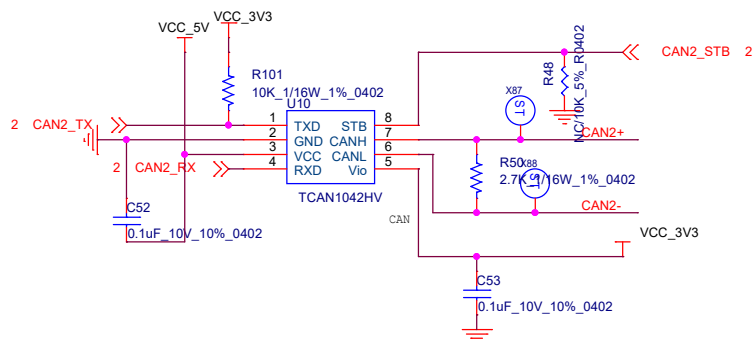 VCC_3V3
VCC_5V
CAN2_STB 2
R48
NC/10K_5%_R0402
R101
10K_1/16W_1%_0402
U10
X87
ST
2 CAN2_TX
1 TXD STB 8
2 GND CANH 7
3 VCC CANL 6
4 RXD Vio 5
CAN2+
2 CAN2_RX
R50
2.7K_1/16W_1%_0402
X88
ST
TCAN1042HV
CAN
CAN2-
C52
0.1uF_10V_10%_0402
VCC_3V3
C53
0.1uF_10V_10%_0402